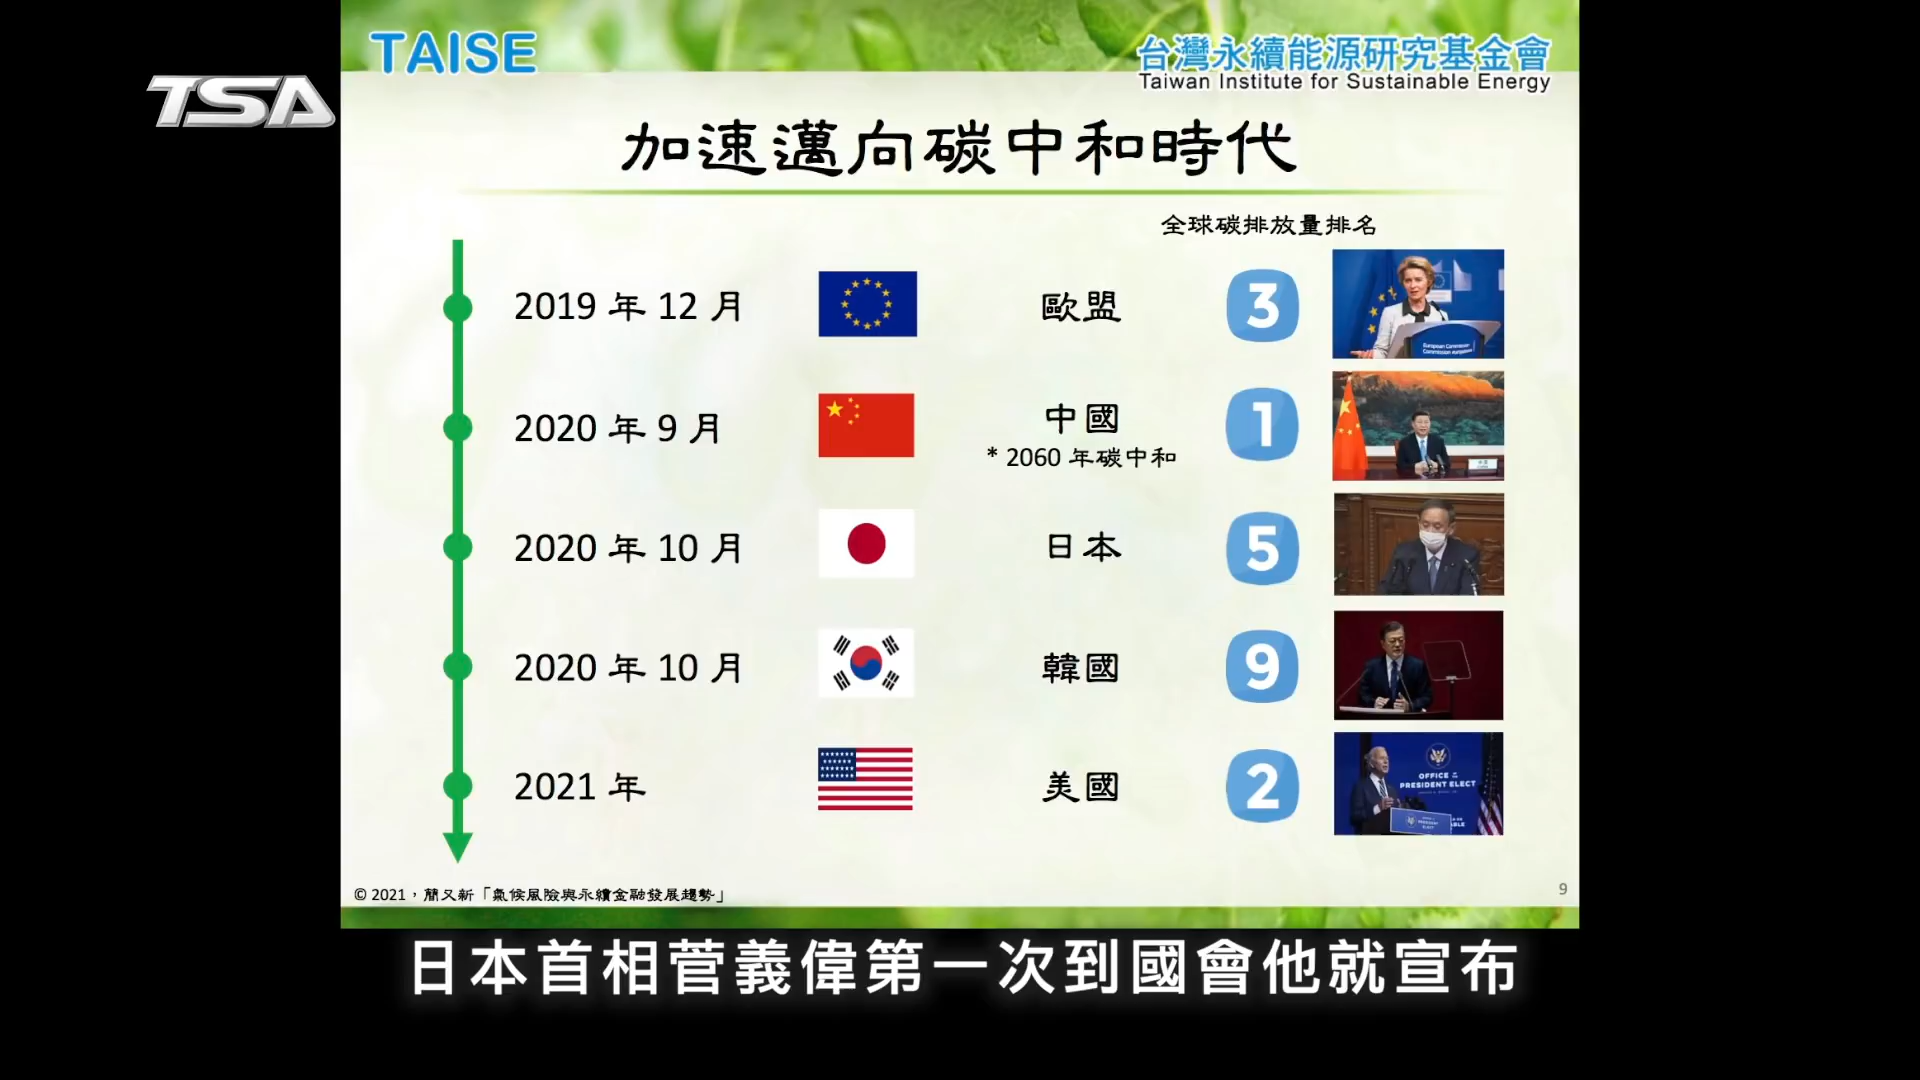 TAISE
台灣永續能源研究基金會
Taiwan Institute for Sustainable Energy
TSA
加速邁向碳中和時代
全球碳排放量排名
2019 年 12 月 歐盟 3
European Commission
2020 年 9 月 中國 1
* 2060 年碳中和
2020 年 10 月 日本 5
2020 年 10 月 韓國 9
2021 年 美國 2
OFFICE OF THE
PRESIDENT ELECT
© 2021，簡又新「氣候風險與永續金融發展趨勢」
9
日本首相菅義偉第一次到國會他就宣布